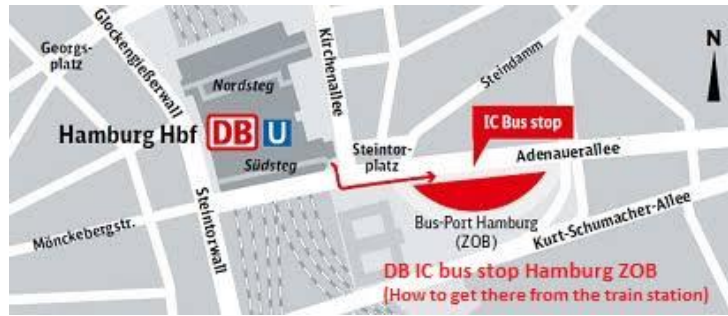 Georgs-
platz
Glockengießerwall
Nordsteg
Kirchenallee
Steindamm
N
Hamburg Hbf DB U
IC Bus stop
Steintor-
platz
Adenauerallee
Südsteg
Steintorwall
Mönckebergstr.
Bus-Port Hamburg
(ZOB)
Kurt-Schumacher-Allee
DB IC bus stop Hamburg ZOB
(How to get there from the train station)